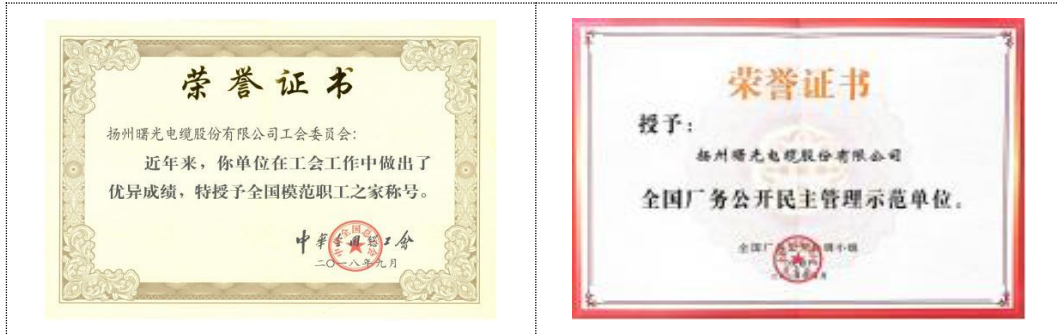 荣誉证书
扬州曙光电缆股份有限公司工会委员会:
近年来，你单位在工会工作中做出了
优异成绩，特授予全国模范职工之家称号。
中华全国总工会
二〇一八年九月
荣誉证书
授予：
扬州曙光电缆股份有限公司
全国厂务公开民主管理示范单位。